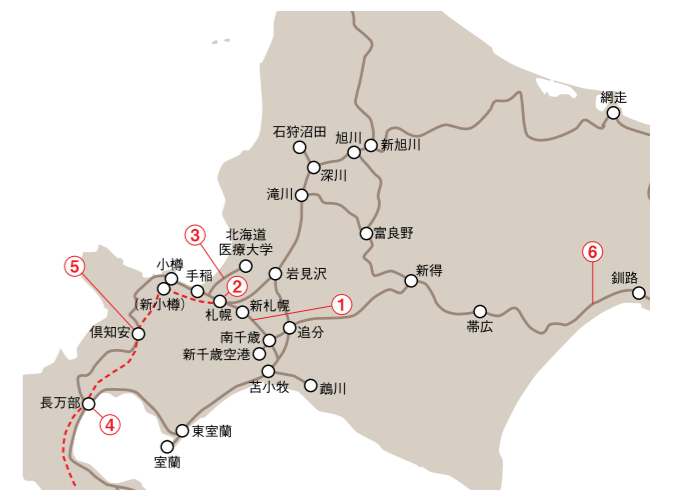 網走
石狩沼田
旭川
新旭川
深川
滝川
北海道
医療大学
富良野
③
⑥
⑤
小樽
手稲
岩見沢
新得
釧路
②
(新小樽)
札幌
新札幌
①
帯広
倶知安
南千歳
追分
新千歳空港
苫小牧
鵡川
長万部
④
東室蘭
室蘭